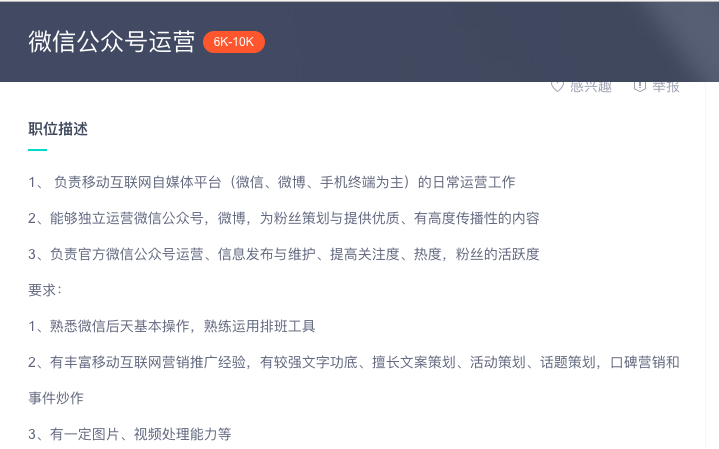 微信公众号运营 6K-10K
感兴趣 举报
职位描述
1、 负责移动互联网自媒体平台（微信、微博、手机终端为主）的日常运营工作
2、能够独立运营微信公众号，微博，为粉丝策划与提供优质、有高度传播性的内容
3、负责官方微信公众号运营、信息发布与维护、提高关注度、热度，粉丝的活跃度
要求：
1、熟悉微信后天基本操作，熟练运用排班工具
2、有丰富移动互联网营销推广经验，有较强文字功底、擅长文案策划、活动策划、话题策划，口碑营销和
事件炒作
3、有一定图片、视频处理能力等